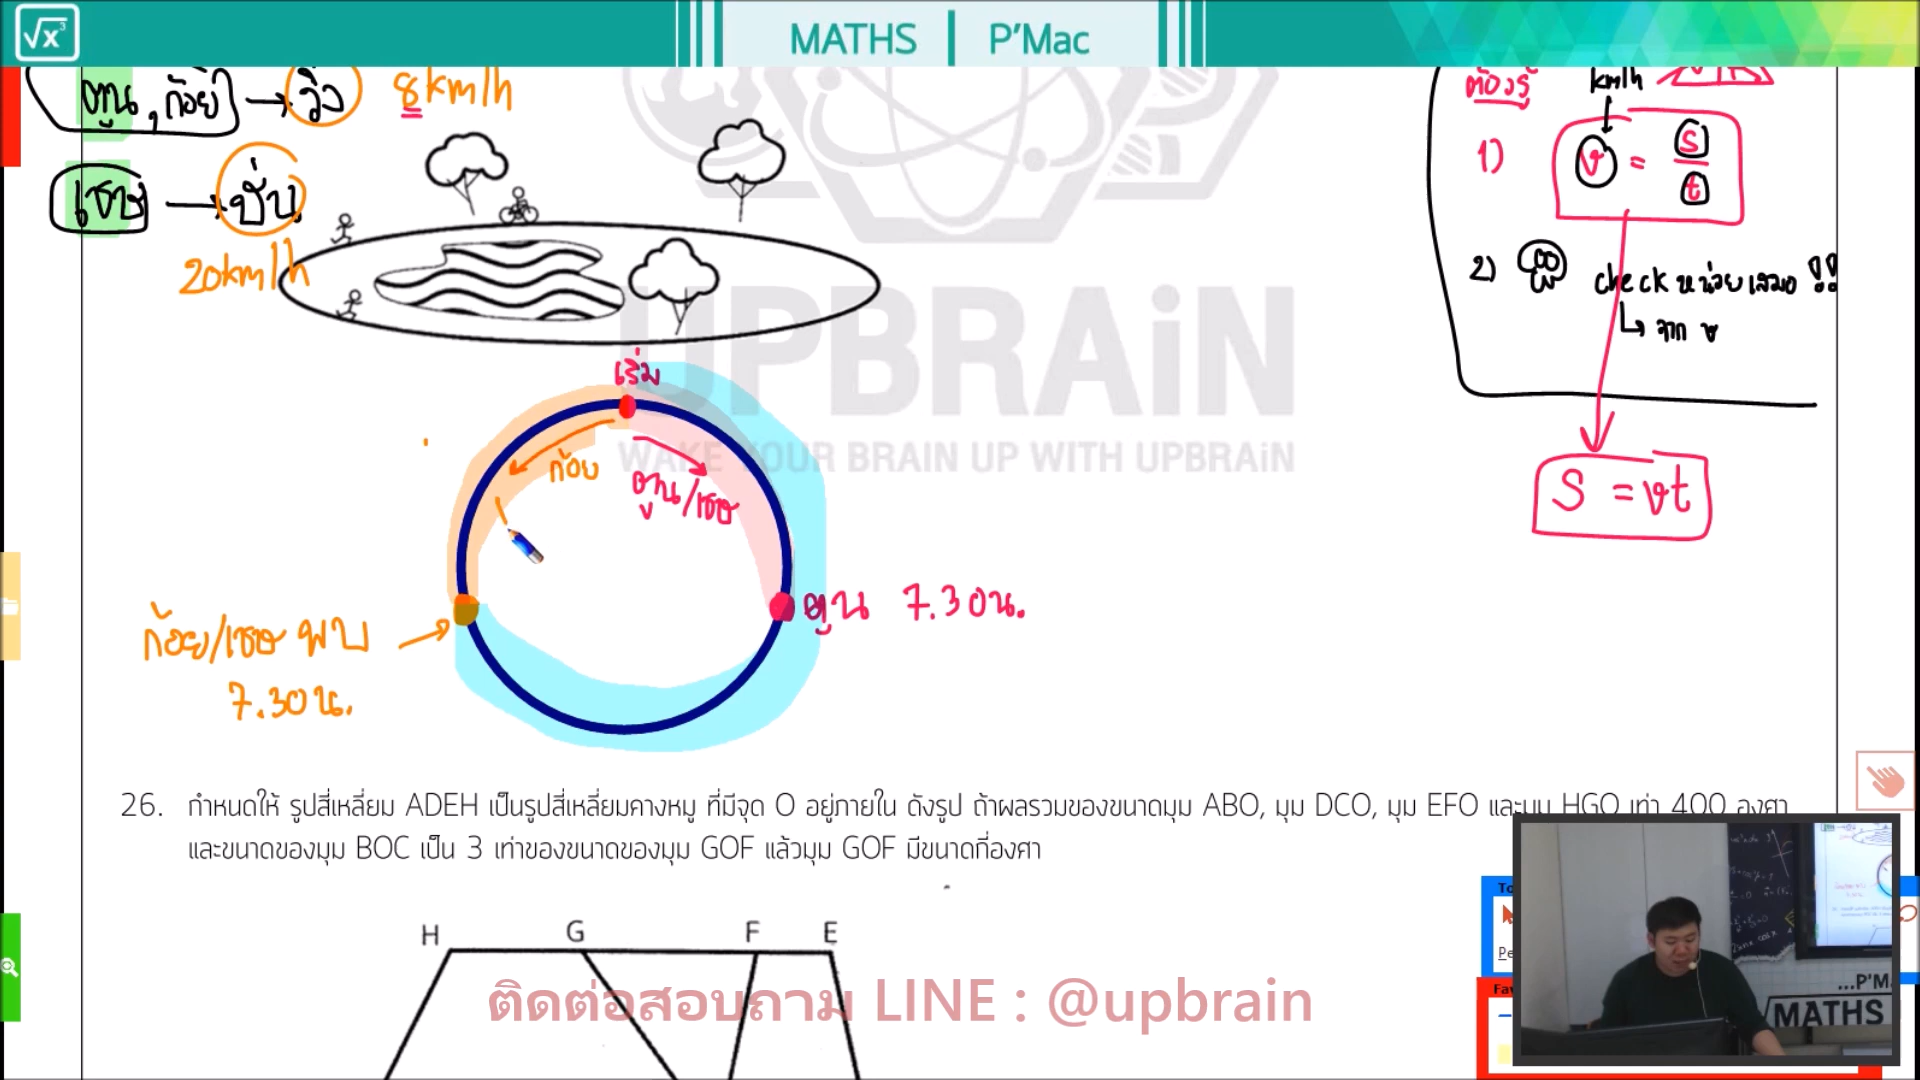 √x³
MATHS | P'Mac
ตูน, ก้อย → วิ่ง 8km/h
เชษ → ปั่น
20km/h
ต้องรู้
km/h
1) v = s/t
2) check หน่วยเสมอ !!
↳ จาก v
S = vt
UPBRAiN
WAKE YOUR BRAIN UP WITH UPBRAiN
เริ่ม
ก้อย
ตูน/เชษ
ตูน 7.30น.
ก้อย/เชษ พบ
7.30น.
26. กำหนดให้ รูปสี่เหลี่ยม ADEH เป็นรูปสี่เหลี่ยมคางหมู ที่มีจุด O อยู่ภายใน ดังรูป ถ้าผลรวมของขนาดมุม ABO, มุม DCO, มุม EFO และมุม HGO เท่า 400 องศา
และขนาดของมุม BOC เป็น 3 เท่าของขนาดของมุม GOF แล้วมุม GOF มีขนาดกี่องศา
H G F E
ติดต่อสอบถาม LINE : @upbrain
To
Pe
Fav
...P'M
MATHS